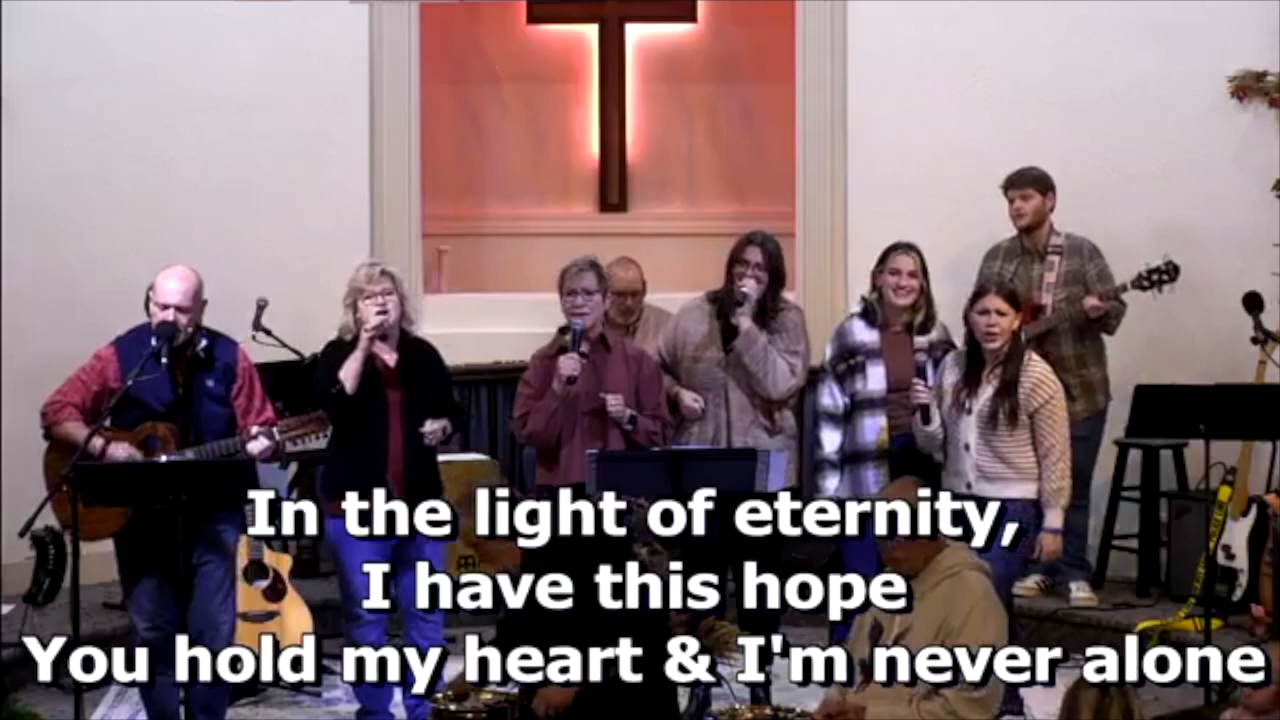 In the light of eternity,
I have this hope
You hold my heart & I'm never alone